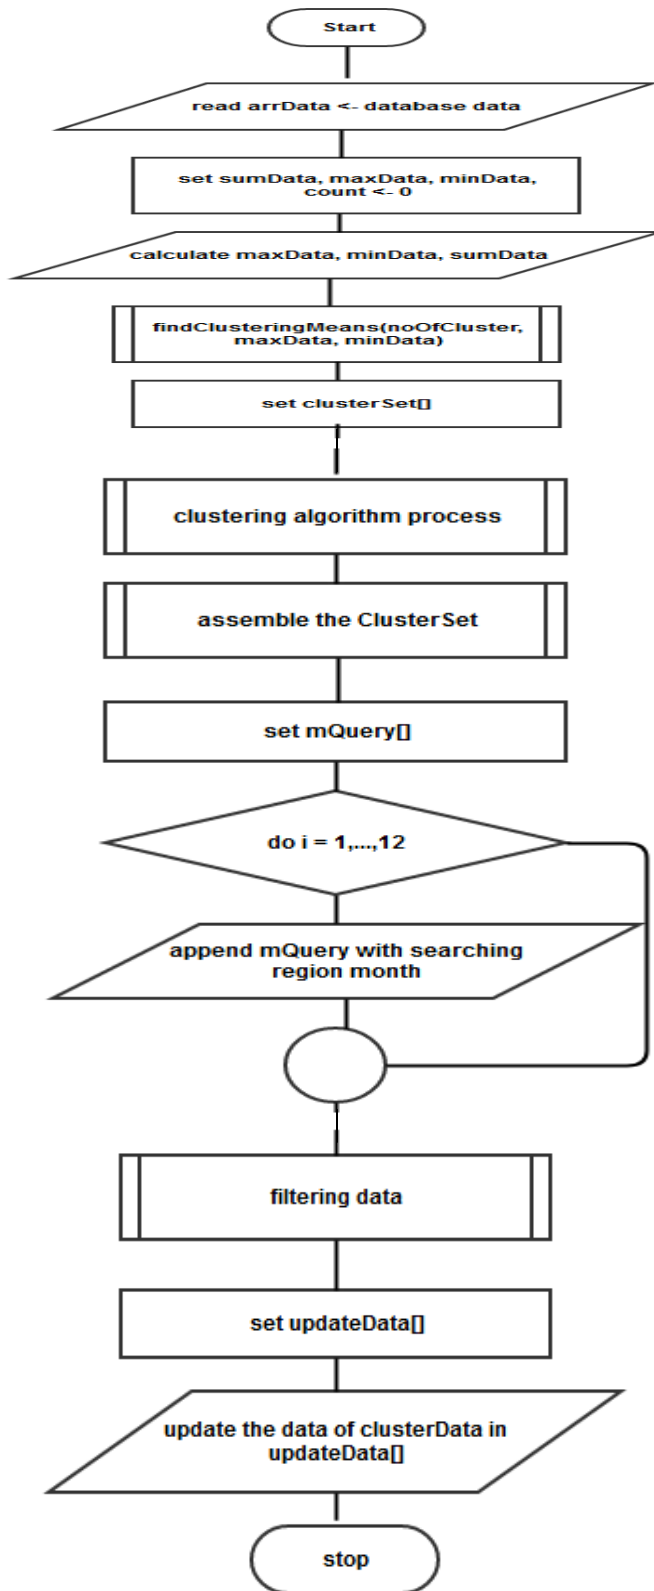 Start
read arrData <- database data
set sumData, maxData, minData,
count <- 0
calculate maxData, minData, sumData
findClusteringMeans(noOfCluster,
maxData, minData)
set clusterSet[]
clustering algorithm process
assemble the ClusterSet
set mQuery[]
do i = 1,...,12
append mQuery with searching
region month
filtering data
set updateData[]
update the data of clusterData in
updateData[]
stop